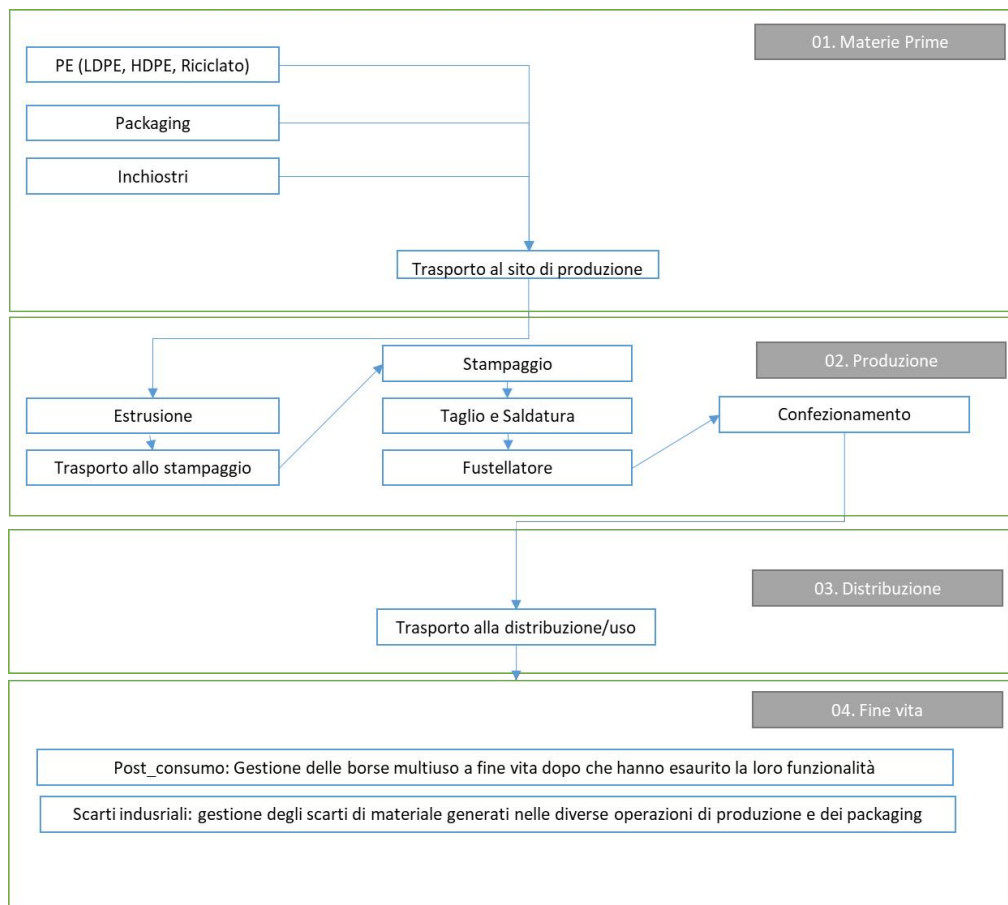 01. Materie Prime
PE (LDPE, HDPE, Riciclato)
Packaging
Inchiostri
Trasporto al sito di produzione
02. Produzione
Estrusione
Trasporto allo stampaggio
Stampaggio
Taglio e Saldatura
Fustellatore
Confezionamento
03. Distribuzione
Trasporto alla distribuzione/uso
04. Fine vita
Post_consumo: Gestione delle borse multiuso a fine vita dopo che hanno esaurito la loro funzionalità
Scarti indusriali: gestione degli scarti di materiale generati nelle diverse operazioni di produzione e dei packaging